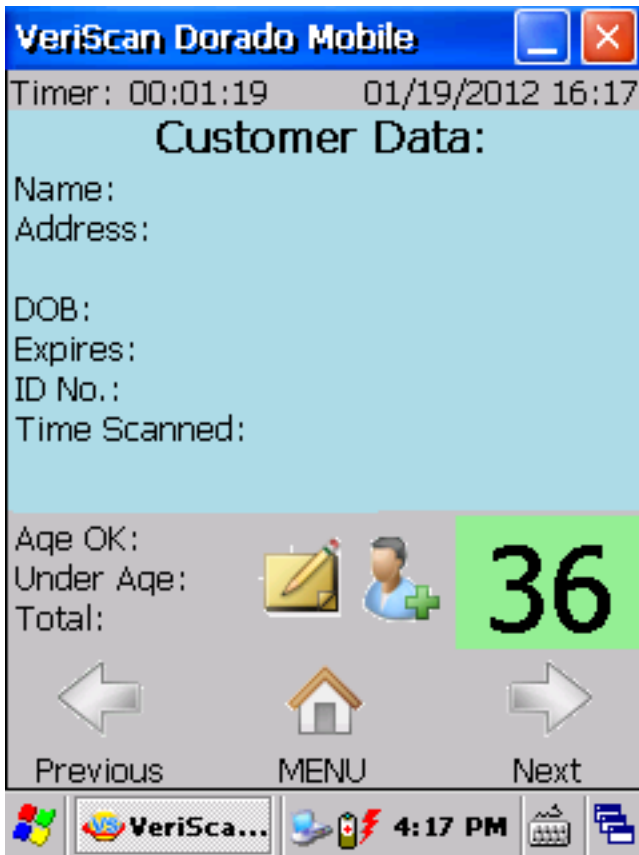 VeriScan Dorado Mobile
Timer: 00:01:19 01/19/2012 16:17
Customer Data:
Name:
Address:
DOB:
Expires:
ID No.:
Time Scanned:
Age OK:
Under Age:
Total:
36
Previous MENU Next
VS VeriSca... 4:17 PM